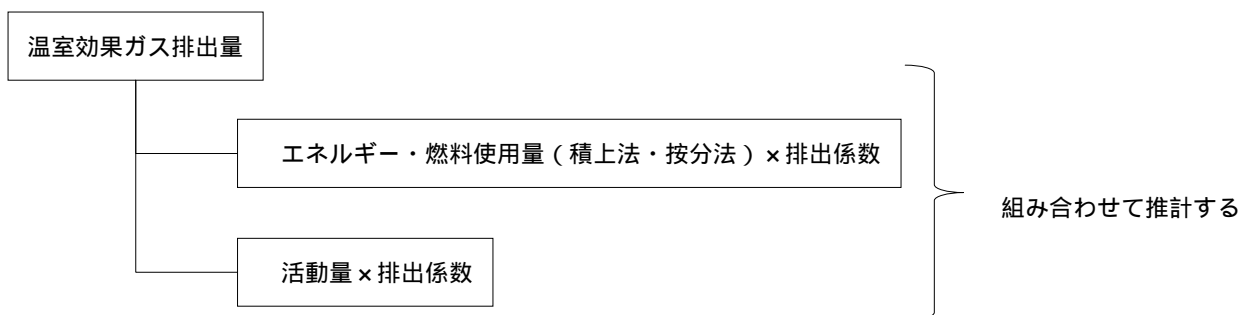 温室効果ガス排出量
エネルギー・燃料使用量（積上法・按分法）×排出係数
組み合わせて推計する
活動量×排出係数